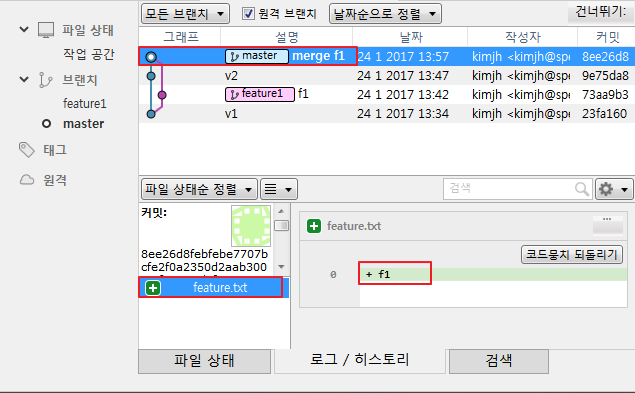 파일 상태
작업 공간
브랜치
feature1
master
태그
원격
모든 브랜치 원격 브랜치 날짜순으로 정렬 건너뛰기:
그래프 설명 날짜 작성자 커밋
master merge f1 24 1 2017 13:57 kimjh <kimjh@spe 8ee26d8
v2 24 1 2017 13:47 kimjh <kimjh@spe 9e75da8
feature1 f1 24 1 2017 13:42 kimjh <kimjh@spe 73aa9b3
v1 24 1 2017 13:34 kimjh <kimjh@spe 23fa160
파일 상태순 정렬 검색
커밋:
8ee26d8febfebe7707b
cfe2f0a2350d2aab300
feature.txt
feature.txt
...
코드뭉치 되돌리기
0 + f1
파일 상태 로그 / 히스토리 검색